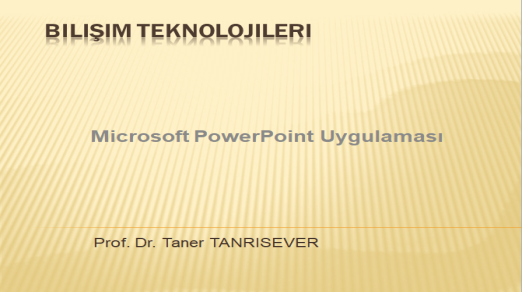 BILIŞIM TEKNOLOJILERI
Microsoft PowerPoint Uygulaması
Prof. Dr. Taner TANRISEVER